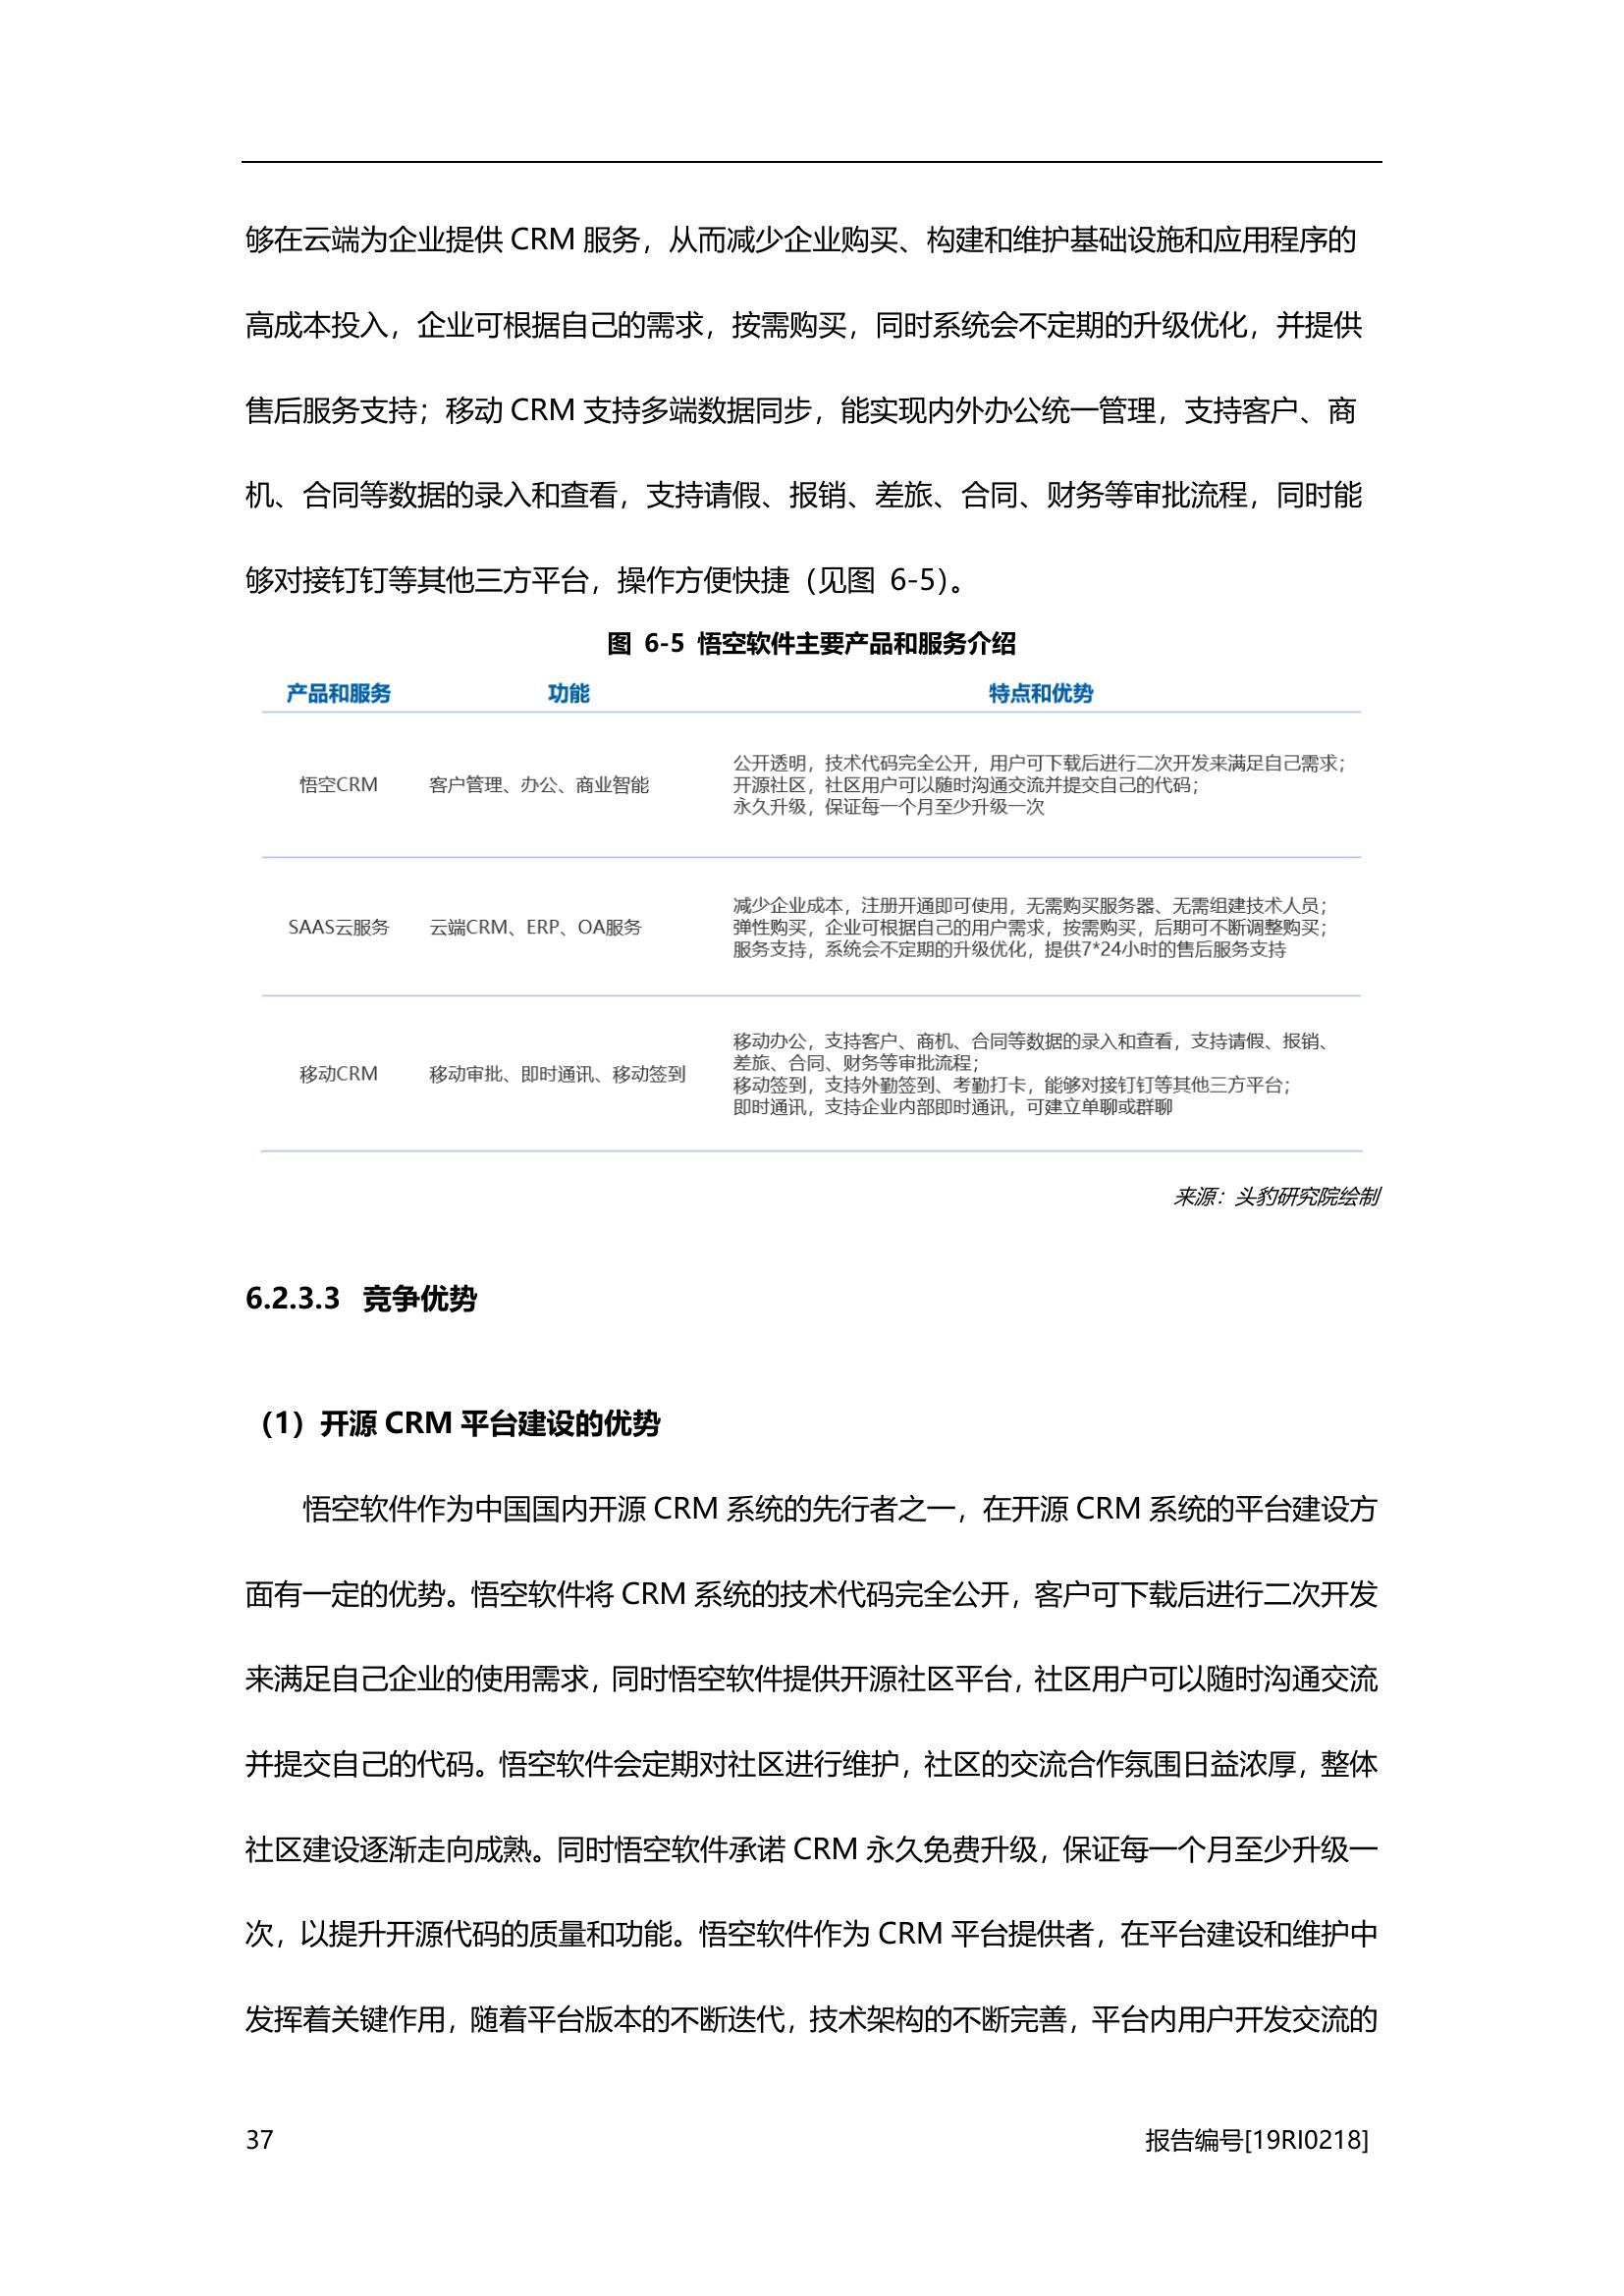 够在云端为企业提供 CRM 服务，从而减少企业购买、构建和维护基础设施和应用程序的
高成本投入，企业可根据自己的需求，按需购买，同时系统会不定期的升级优化，并提供
售后服务支持；移动 CRM 支持多端数据同步，能实现内外办公统一管理，支持客户、商
机、合同等数据的录入和查看，支持请假、报销、差旅、合同、财务等审批流程，同时能
够对接钉钉等其他三方平台，操作方便快捷（见图 6-5）。
图 6-5 悟空软件主要产品和服务介绍
产品和服务 功能 特点和优势
公开透明，技术代码完全公开，用户可下载后进行二次开发来满足自己需求；
悟空CRM 客户管理、办公、商业智能 开源社区，社区用户可以随时沟通交流并提交自己的代码；
永久升级，保证每一个月至少升级一次
减少企业成本，注册开通即可使用，无需购买服务器、无需组建技术人员；
SAAS云服务 云端CRM、ERP、OA服务 弹性购买，企业可根据自己的用户需求，按需购买，后期可不断调整购买；
服务支持，系统会不定期的升级优化，提供7*24小时的售后服务支持
移动CRM 移动审批、即时通讯、移动签到
移动办公，支持客户、商机、合同等数据的录入和查看，支持请假、报销、
差旅、合同、财务等审批流程；
移动签到，支持外勤签到、考勤打卡，能够对接钉钉等其他三方平台；
即时通讯，支持企业内部即时通讯，可建立单聊或群聊
来源：头豹研究院绘制
6.2.3.3 竞争优势
（1）开源 CRM 平台建设的优势
悟空软件作为中国国内开源 CRM 系统的先行者之一，在开源 CRM 系统的平台建设方
面有一定的优势。悟空软件将 CRM 系统的技术代码完全公开，客户可下载后进行二次开发
来满足自己企业的使用需求，同时悟空软件提供开源社区平台，社区用户可以随时沟通交流
并提交自己的代码。悟空软件会定期对社区进行维护，社区的交流合作氛围日益浓厚，整体
社区建设逐渐走向成熟。同时悟空软件承诺 CRM 永久免费升级，保证每一个月至少升级一
次，以提升开源代码的质量和功能。悟空软件作为 CRM 平台提供者，在平台建设和维护中
发挥着关键作用，随着平台版本的不断迭代，技术架构的不断完善，平台内用户开发交流的
37 报告编号[19RI0218]